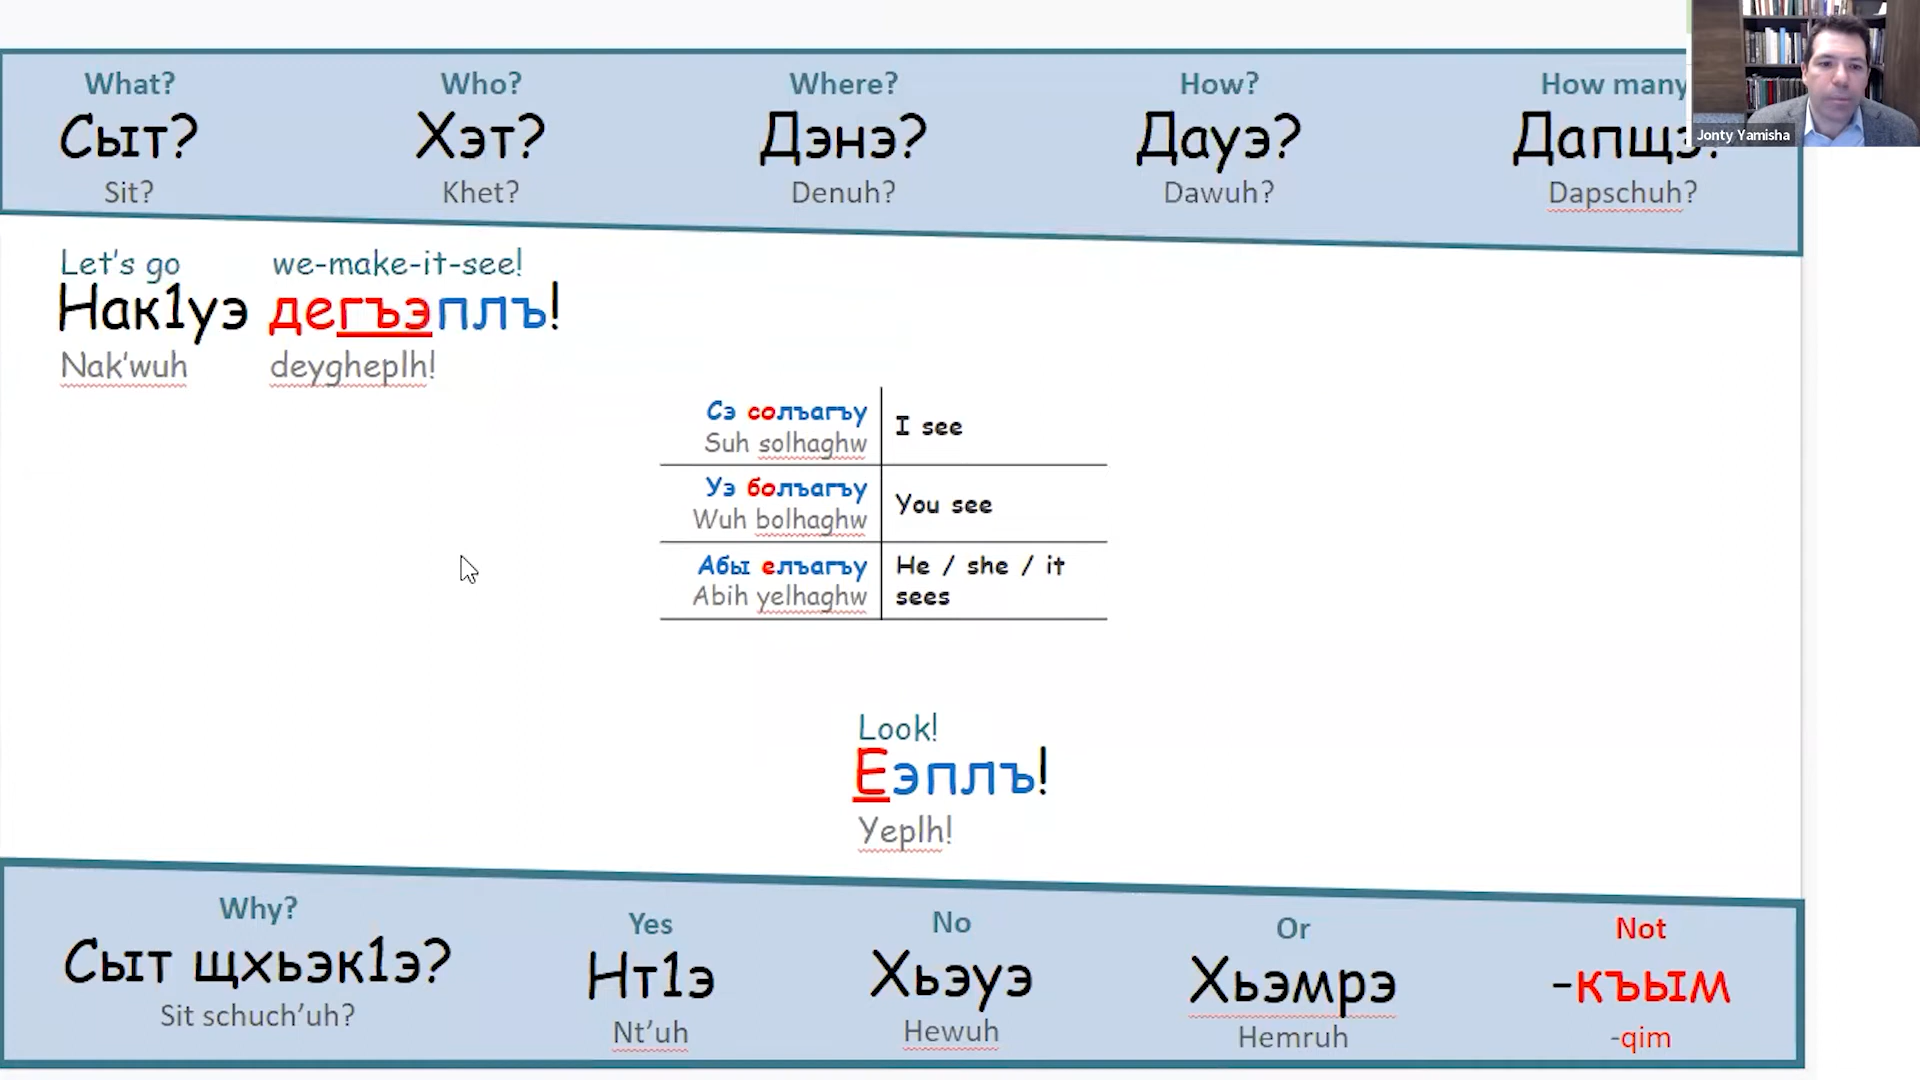 What? Who? Where? How? How many
Сыт? Хэт? Дэнэ? Дауэ? Дапщэ?
Sit? Khet? Denuh? Dawuh? Dapschuh?
Jonty Yamisha
Let's go we-make-it-see!
Нак1уэ дегъэплъ!
Nak'wuh deygheplh!
Сэ солъагъу
Suh solhaghw
I see
Уэ болъагъу
Wuh bolhaghw
You see
Абы елъагъу
Abih yelhaghw
He / she / it
sees
Look!
Еэплъ!
Yeplh!
Why? Yes No Or Not
Сыт щхьэк1э? Нт1э Хьэуэ Хьэмрэ -къым
Sit schuch'uh? Nt'uh Hewuh Hemruh -qim